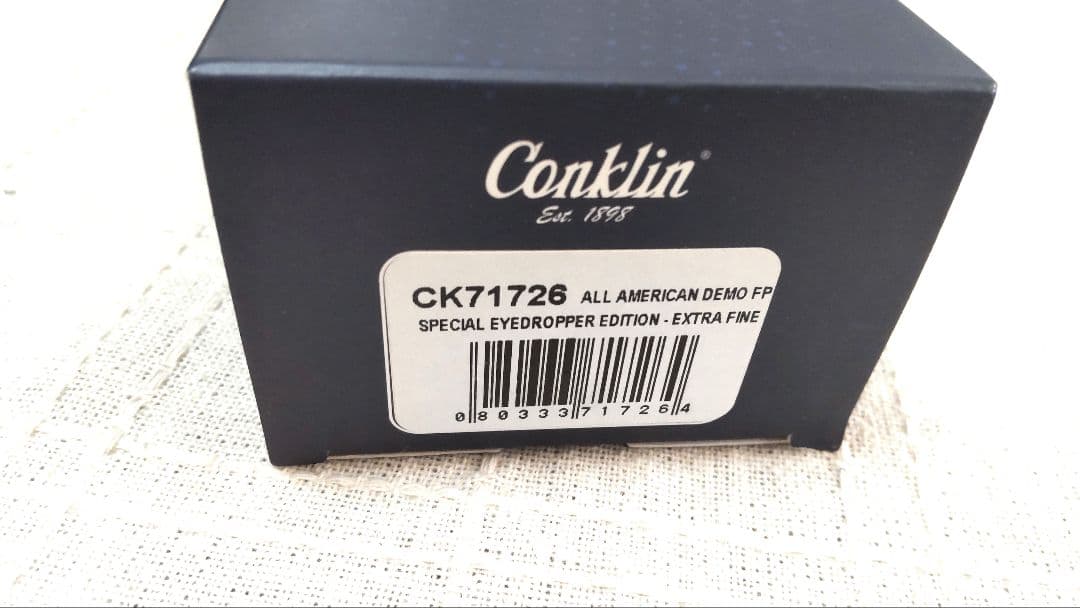 Conklin®
Est. 1898
CK71726 ALL AMERICAN DEMO FP
SPECIAL EYEDROPPER EDITION - EXTRA FINE
0 80333 71726 4